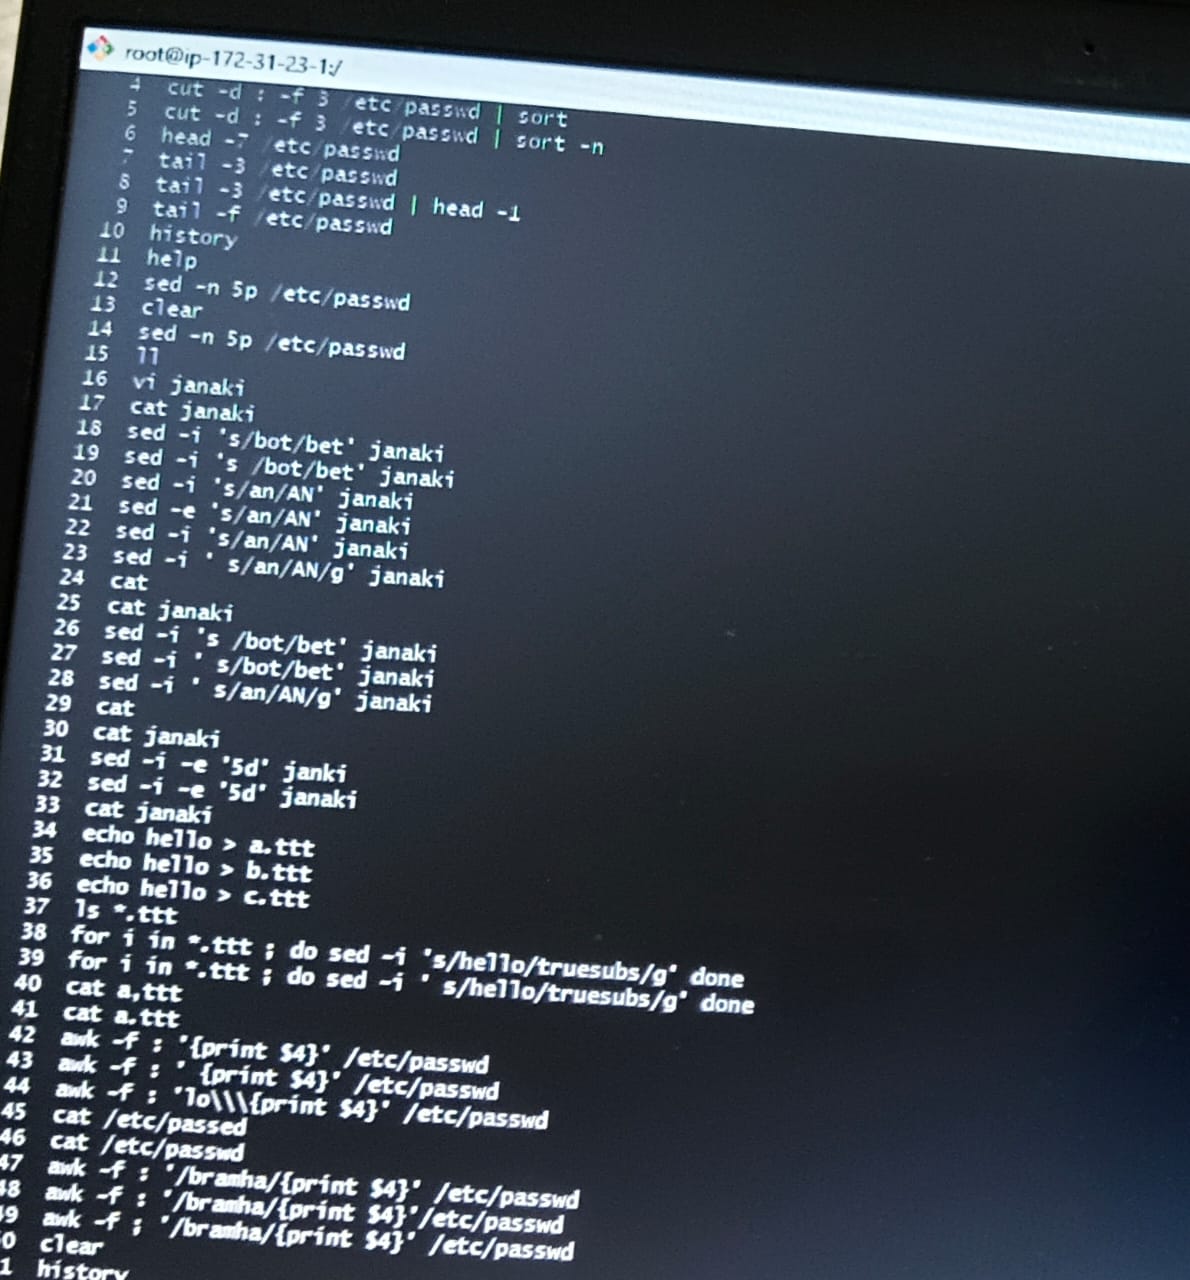 root@ip-172-31-23-1:/
4 cut -d : -f 3 /etc/passwd | sort
5 cut -d : -f 3 /etc/passwd | sort -n
6 head -7 /etc/passwd
7 tail -3 /etc/passwd
8 tail -3 /etc/passwd | head -1
9 tail -f /etc/passwd
10 history
11 help
12 sed -n 5p /etc/passwd
13 clear
14 sed -n 5p /etc/passwd
15 ll
16 vi janaki
17 cat janaki
18 sed -i 's/bot/bet' janaki
19 sed -i 's /bot/bet' janaki
20 sed -i 's/an/AN' janaki
21 sed -e 's/an/AN' janaki
22 sed -i 's/an/AN' janaki
23 sed -i ' s/an/AN/g' janaki
24 cat
25 cat janaki
26 sed -i 's /bot/bet' janaki
27 sed -i ' s/bot/bet' janaki
28 sed -i ' s/an/AN/g' janaki
29 cat
30 cat janaki
31 sed -i -e '5d' janki
32 sed -i -e '5d' janaki
33 cat janaki
34 echo hello > a.ttt
35 echo hello > b.ttt
36 echo hello > c.ttt
37 ls *.ttt
38 for i in *.ttt ; do sed -i 's/hello/truesubs/g' done
39 for i in *.ttt ; do sed -i ' s/hello/truesubs/g' done
40 cat a,ttt
41 cat a.ttt
42 awk -f : '{print $4}' /etc/passwd
43 awk -f : ' {print $4}' /etc/passwd
44 awk -f : 'lo\\\{print $4}' /etc/passwd
45 cat /etc/passed
46 cat /etc/passwd
47 awk -f : '/bramha/{print $4}' /etc/passwd
48 awk -f : '/bramha/{print $4}'/etc/passwd
49 awk -f ; '/bramha/{print $4}' /etc/passwd
0 clear
1 history